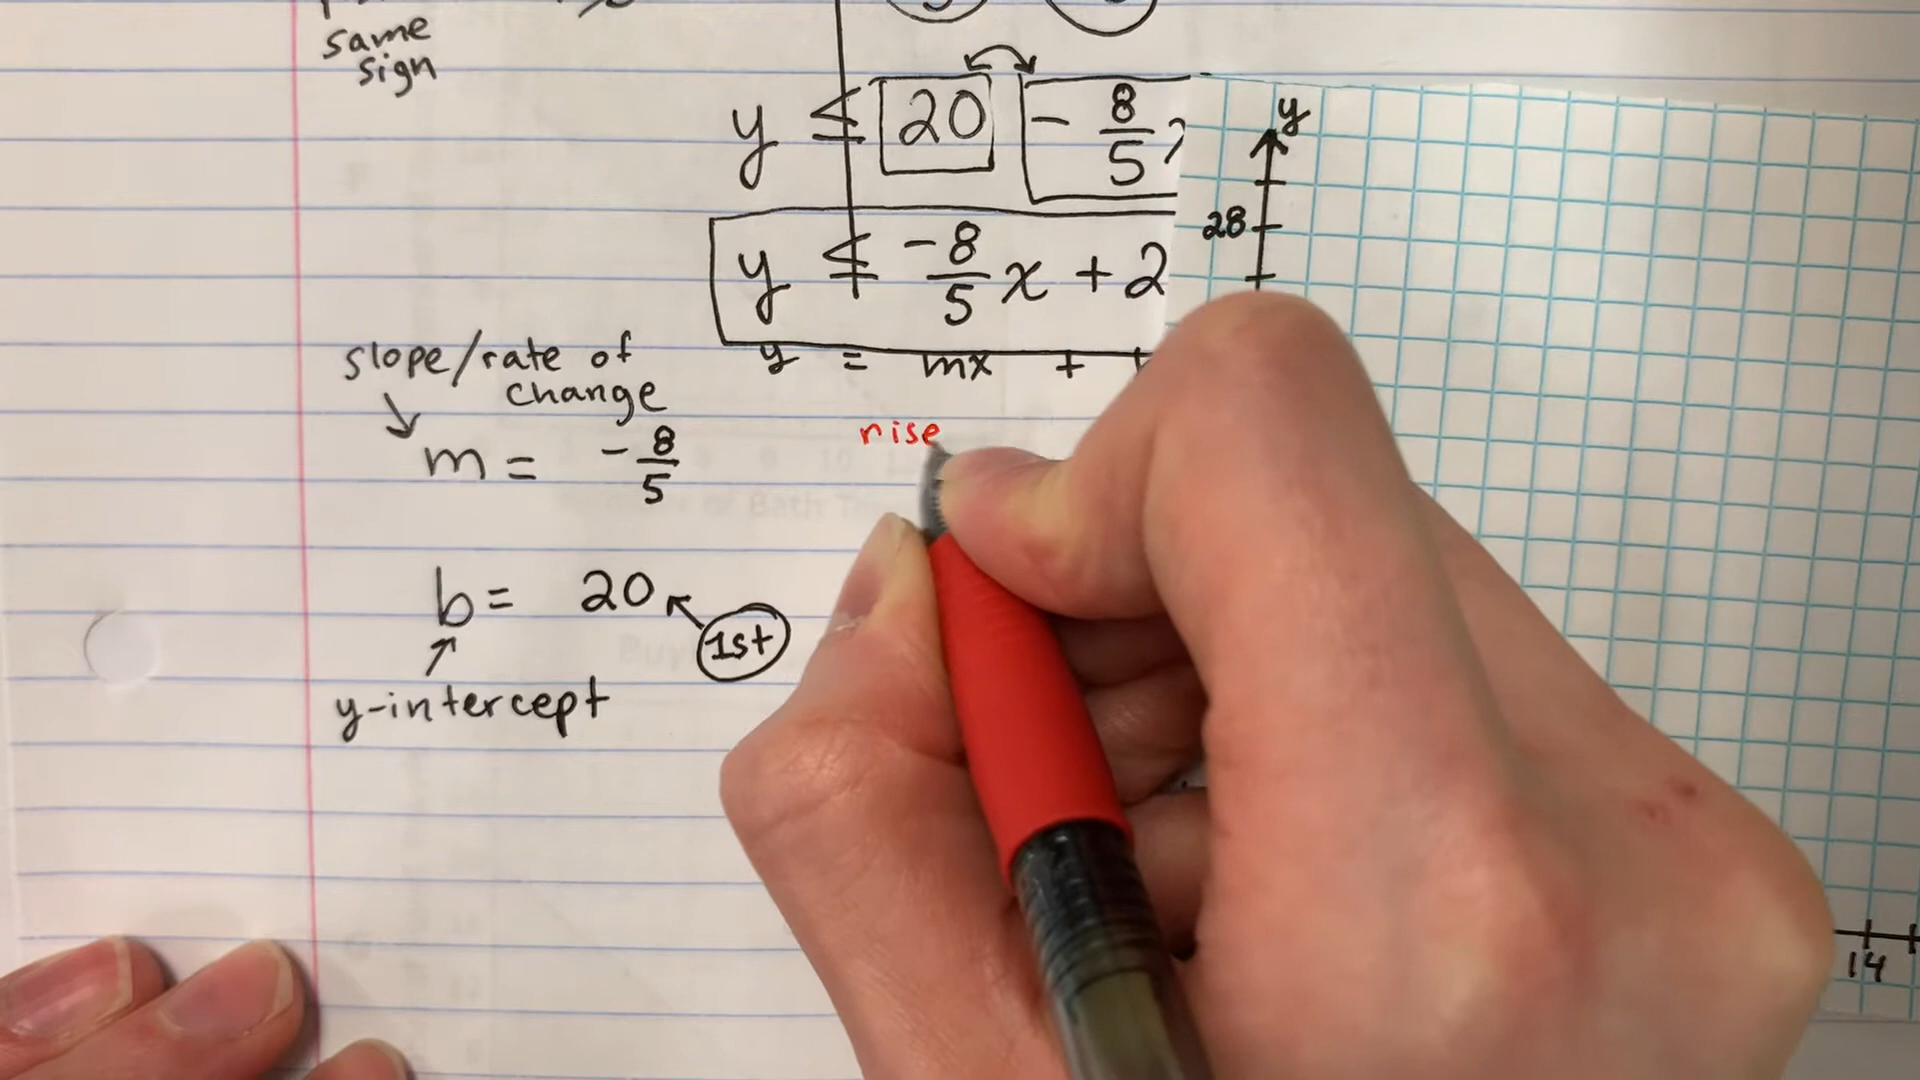 same
sign
y ≤ 20 - 8/5
y ≤ -8/5 x + 2
y = mx +
slope/rate of
change
m = -8/5
rise
b = 20
1st
y-intercept
y
28
14